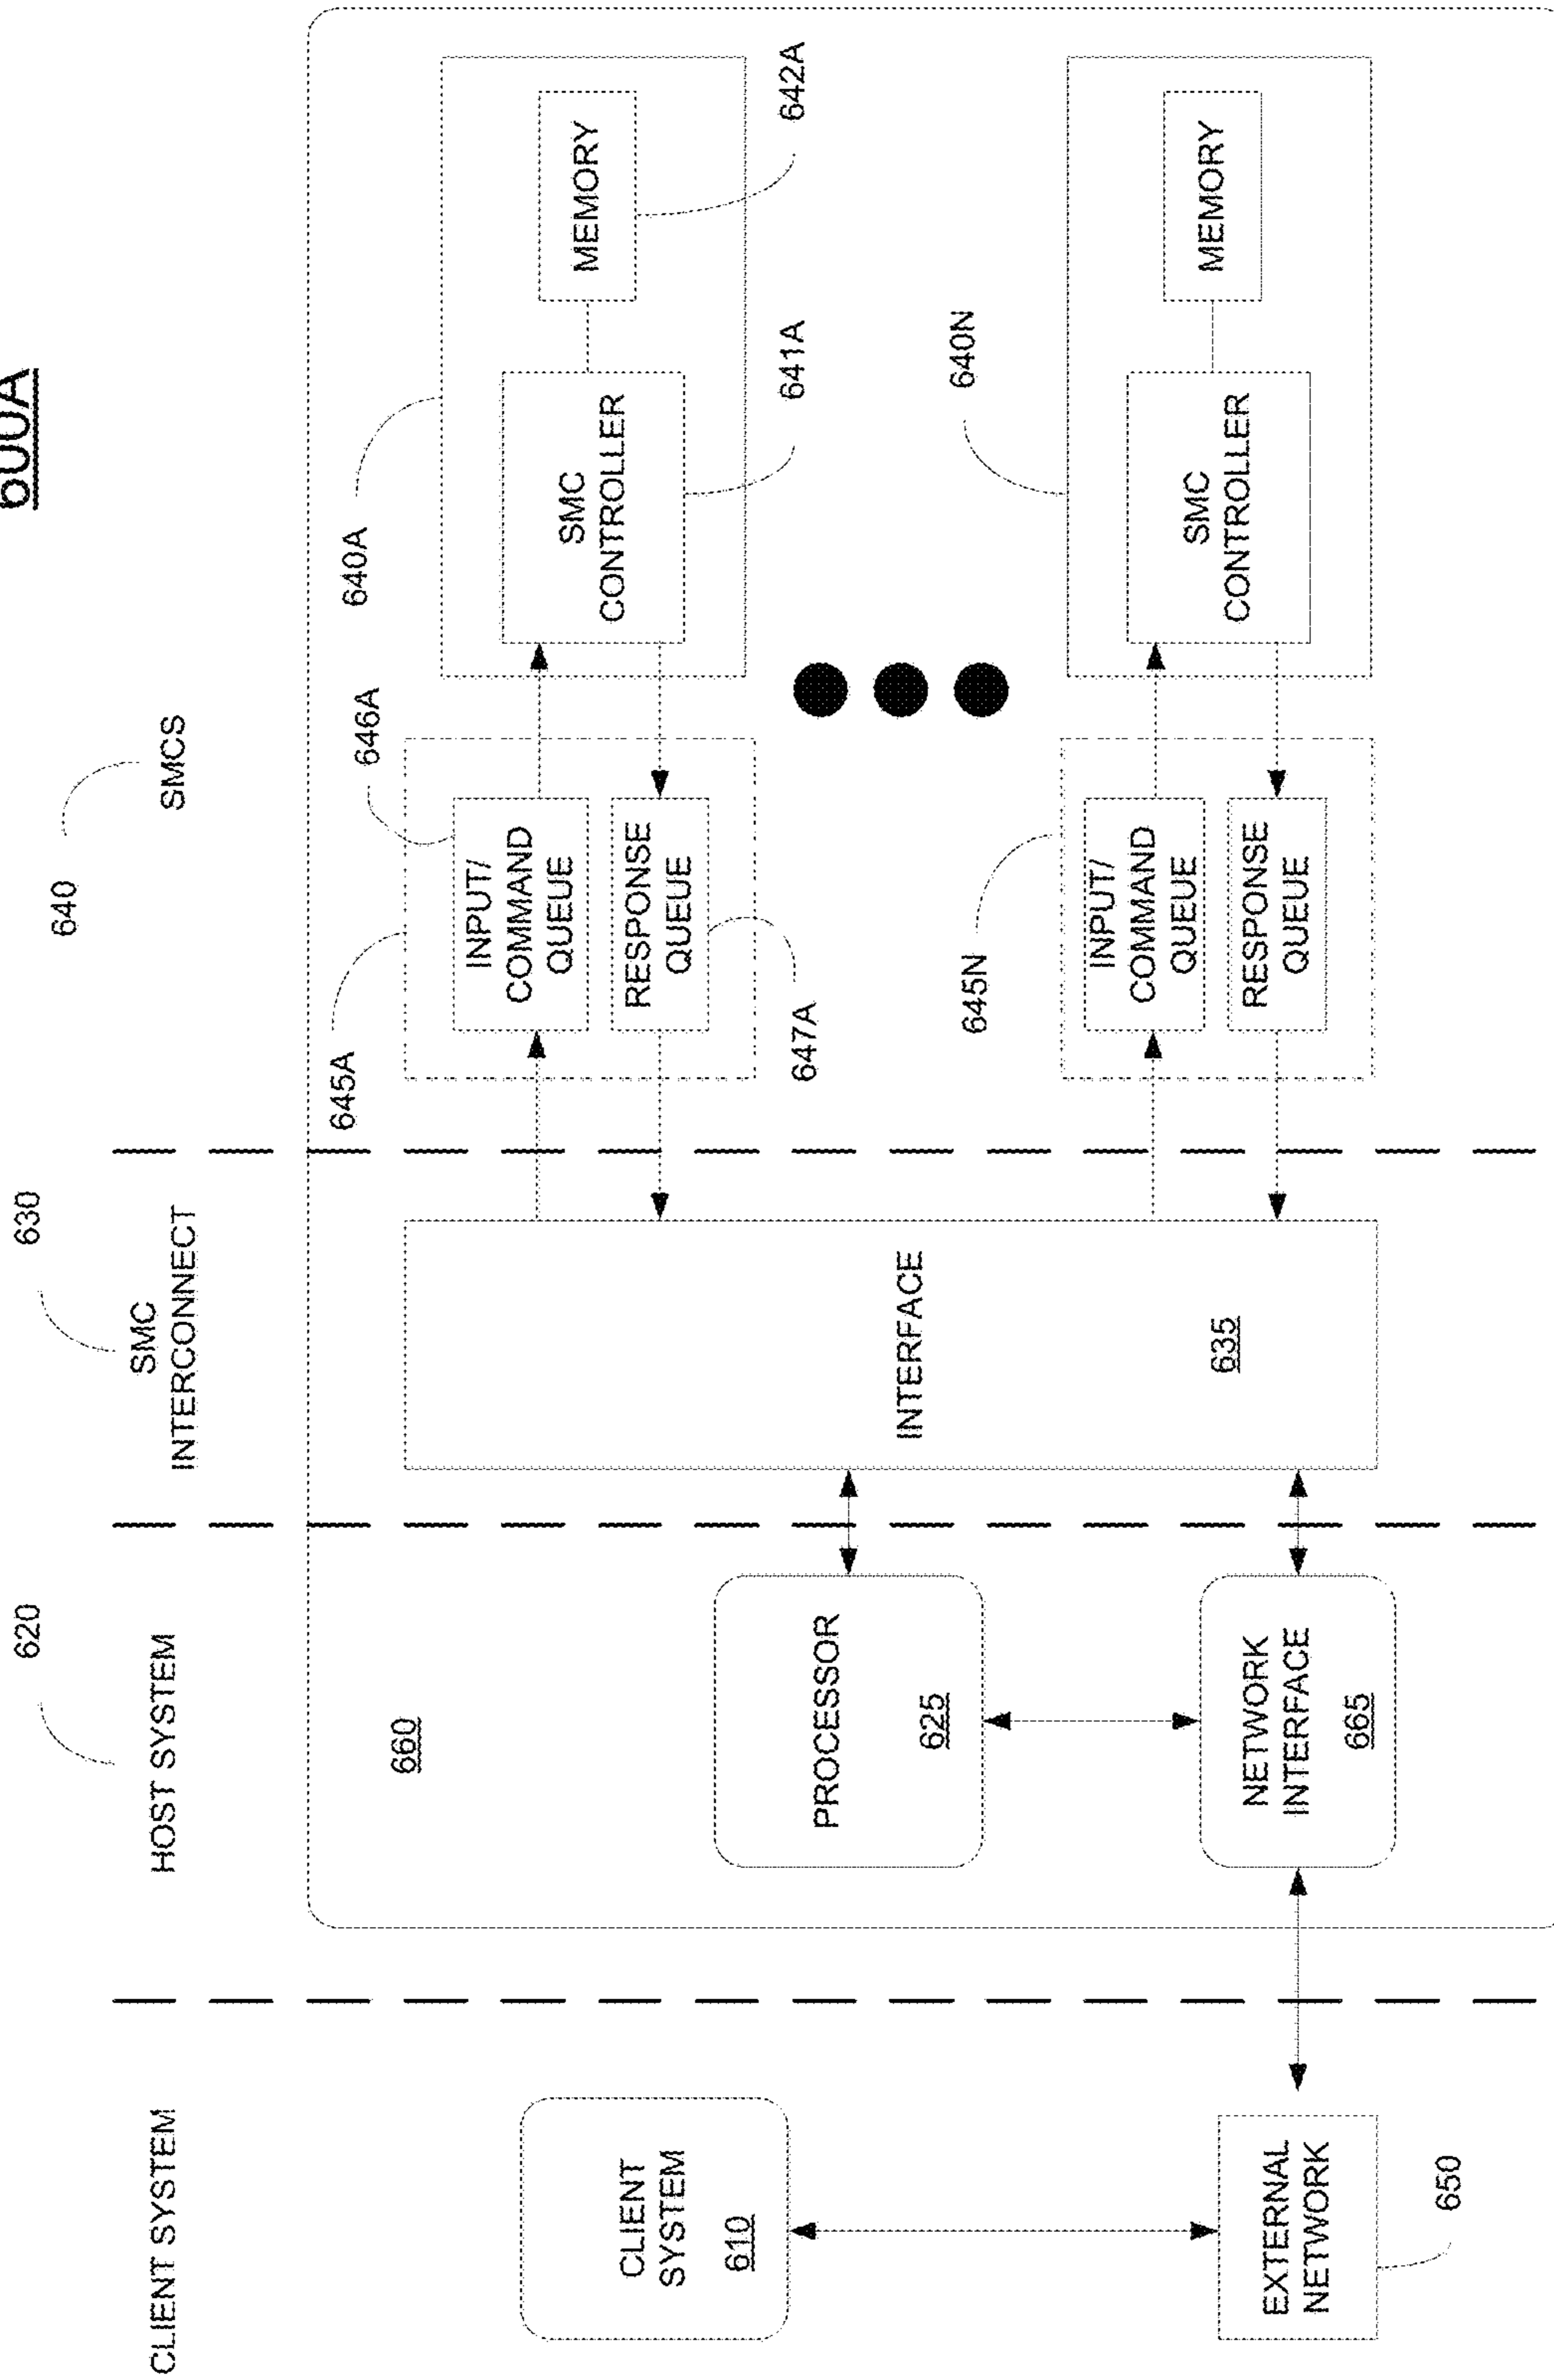 600A
CLIENT SYSTEM
HOST SYSTEM
620
SMC
INTERCONNECT
630
SMCS
640
CLIENT
SYSTEM
610
EXTERNAL
NETWORK
650
660
PROCESSOR
625
NETWORK
INTERFACE
665
INTERFACE
635
645A
INPUT/
COMMAND
QUEUE
646A
RESPONSE
QUEUE
647A
640A
SMC
CONTROLLER
641A
MEMORY
642A
645N
INPUT/
COMMAND
QUEUE
RESPONSE
QUEUE
640N
SMC
CONTROLLER
MEMORY